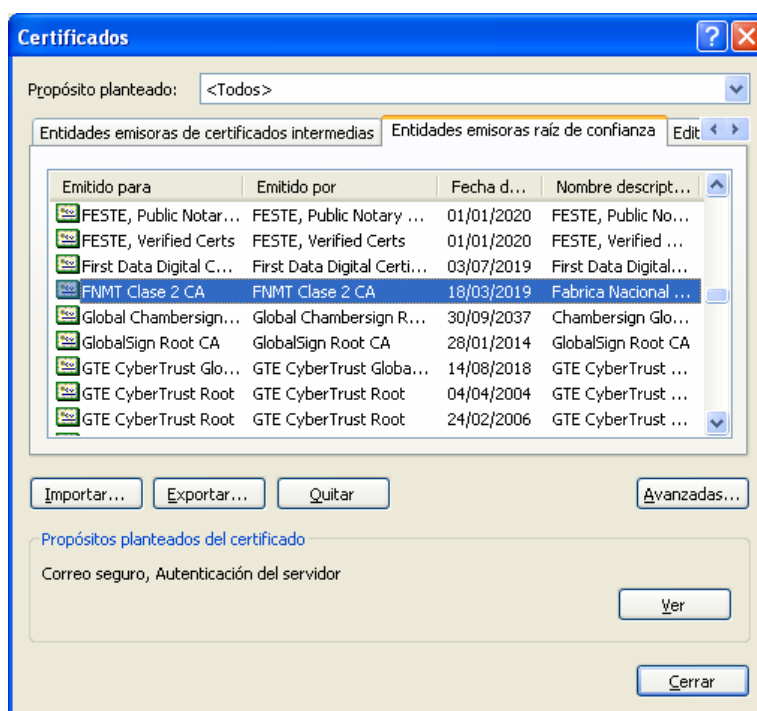 Certificados
Propósito planteado: <Todos>
Entidades emisoras de certificados intermedias Entidades emisoras raíz de confianza Edit
Emitido para Emitido por Fecha d... Nombre descript...
FESTE, Public Notar... FESTE, Public Notary ... 01/01/2020 FESTE, Public No...
FESTE, Verified Certs FESTE, Verified Certs 01/01/2020 FESTE, Verified ...
First Data Digital C... First Data Digital Certi... 03/07/2019 First Data Digital...
FNMT Clase 2 CA FNMT Clase 2 CA 18/03/2019 Fabrica Nacional ...
Global Chambersign... Global Chambersign R... 30/09/2037 Chambersign Glo...
GlobalSign Root CA GlobalSign Root CA 28/01/2014 GlobalSign Root CA
GTE CyberTrust Glo... GTE CyberTrust Globa... 14/08/2018 GTE CyberTrust ...
GTE CyberTrust Root GTE CyberTrust Root 04/04/2004 GTE CyberTrust ...
GTE CyberTrust Root GTE CyberTrust Root 24/02/2006 GTE CyberTrust ...
Importar... Exportar... Quitar Avanzadas...
Propósitos planteados del certificado
Correo seguro, Autenticación del servidor
Ver
Cerrar